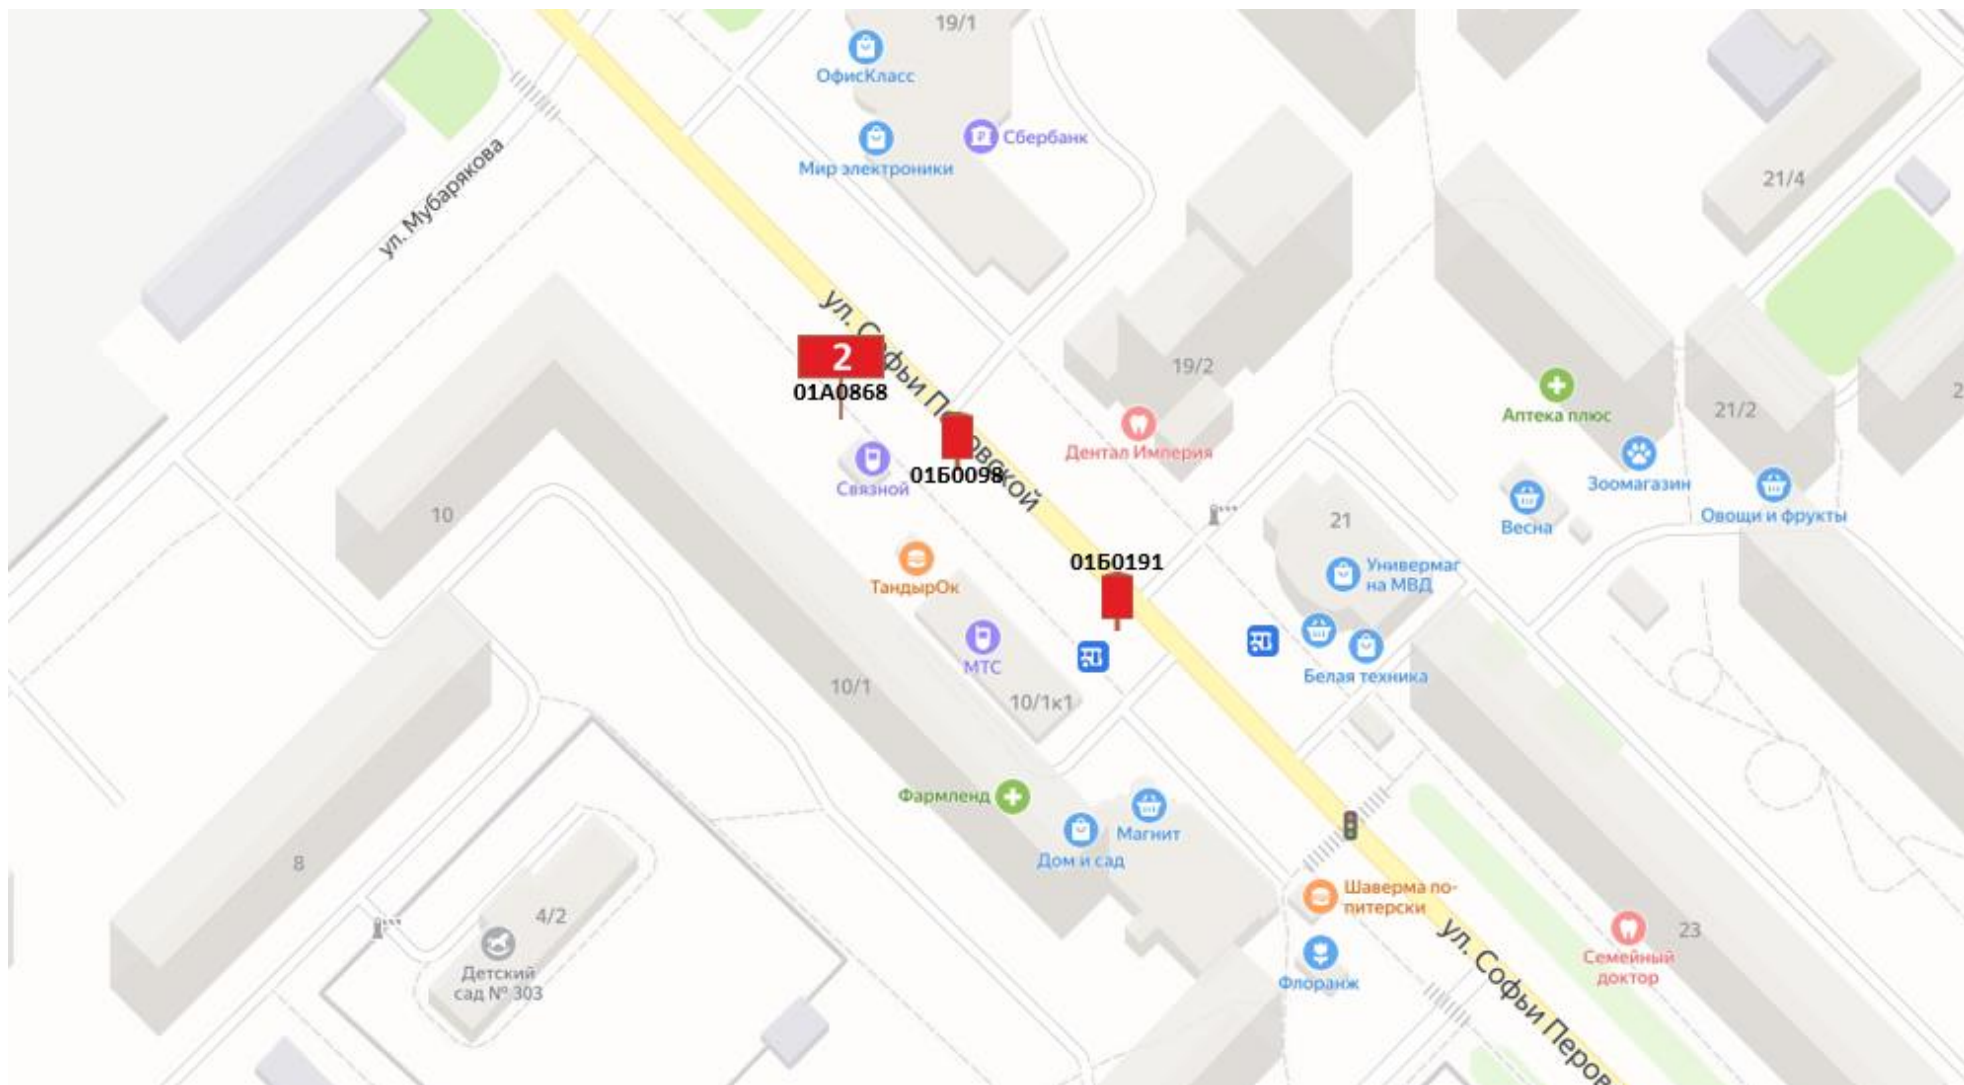 19/1
ОфисКласс
Сбербанк
Мир электроники
ул. Мубарякова
21/4
ул. Софьи Перовской
2
01А0868
19/2
21/2
Аптека плюс
01Б0098
Дентал Империя
Связной
Зоомагазин
Весна
Овощи и фрукты
10
21
01Б0191
Универмаг
на МВД
ТандырОк
МТС
Белая техника
10/1
10/1к1
Фармленд
Магнит
Дом и сад
8
4/2
Шаверма по-
питерски
Детский
сад № 303
Флоранж
23
Семейный
доктор
ул. Софьи Перов